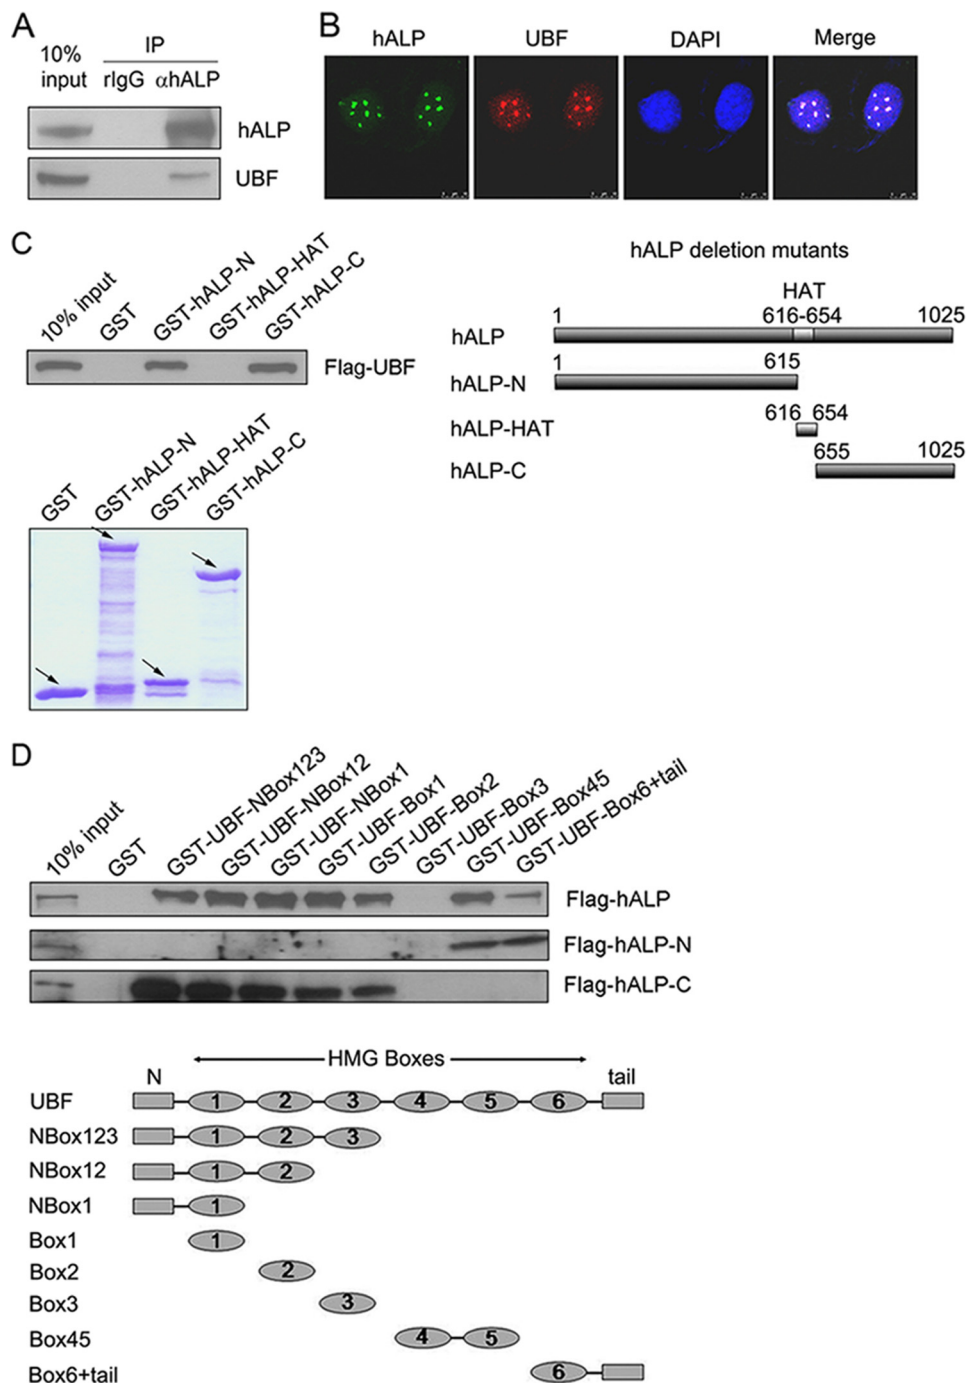 A
10% input
IP
rIgG αhALP
hALP
UBF
B
hALP UBF DAPI Merge
C
10% input
GST
GST-hALP-N
GST-hALP-HAT
GST-hALP-C
Flag-UBF
GST
GST-hALP-N
GST-hALP-HAT
GST-hALP-C
hALP deletion mutants
HAT
1 616-654 1025
hALP
1 615
hALP-N
616 654
hALP-HAT
655 1025
hALP-C
D
10% input
GST
GST-UBF-NBox123
GST-UBF-NBox12
GST-UBF-NBox1
GST-UBF-Box1
GST-UBF-Box2
GST-UBF-Box3
GST-UBF-Box45
GST-UBF-Box6+tail
Flag-hALP
Flag-hALP-N
Flag-hALP-C
HMG Boxes
N tail
UBF 1 2 3 4 5 6
NBox123 1 2 3
NBox12 1 2
NBox1 1
Box1 1
Box2 2
Box3 3
Box45 4 5
Box6+tail 6